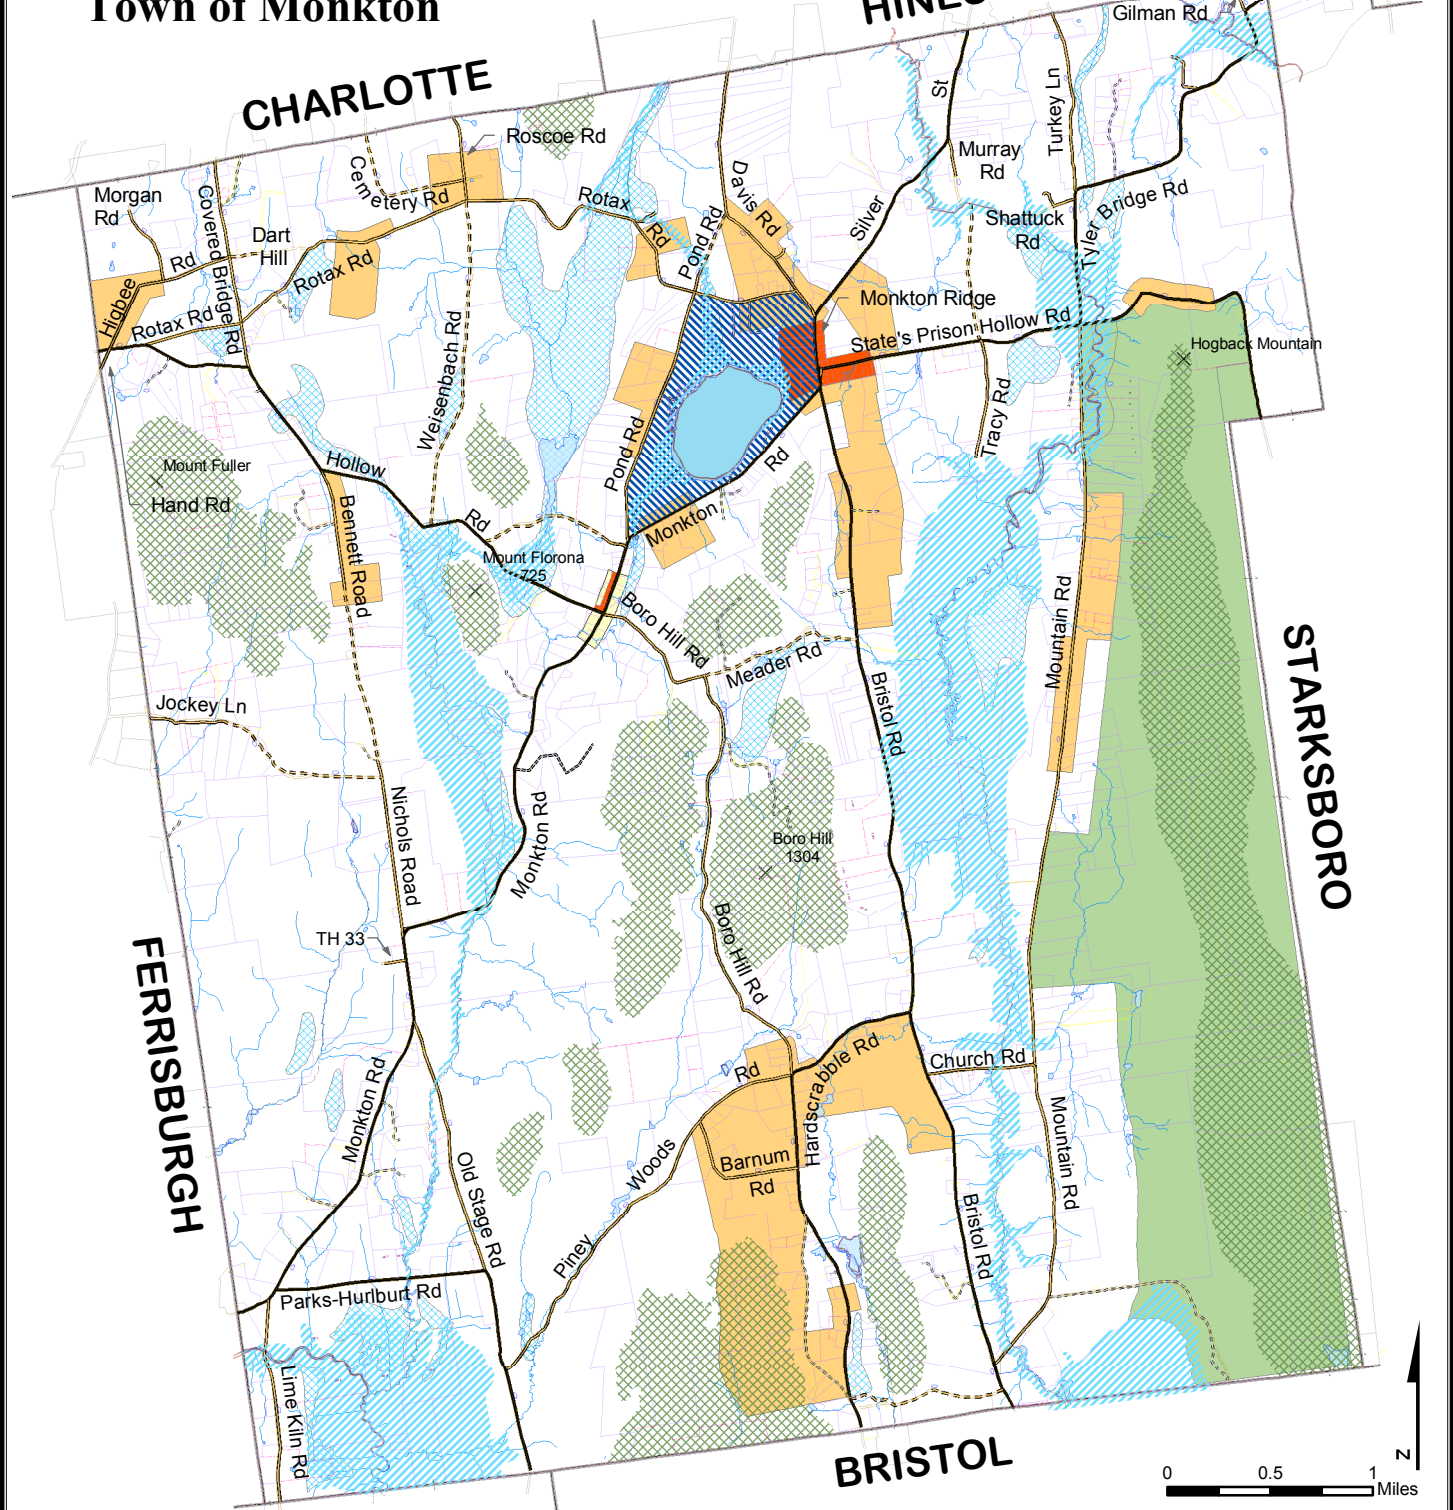 Town of Monkton
HINES
Gilman Rd
CHARLOTTE
St
Turkey Ln
Roscoe Rd
Murray
Rd
Morgan
Rd
Covered Bridge Rd
Cemetery Rd
Rotax
Rd
Davis Rd
Silver
Shattuck
Rd
Tyler Bridge Rd
Dart
Hill
Rd
Higbee
Rotax Rd
Rotax Rd
Pond Rd
Monkton Ridge
State's Prison Hollow Rd
Hogback Mountain
Weisenbach Rd
Tracy Rd
Pond Rd
Rd
Monkton
Mount Fuller
Hand Rd
Hollow
Rd
Bennett Road
Mount Florona
725
Boro Hill Rd
Meader Rd
Mountain Rd
Bristol Rd
STARKSBORO
Jockey Ln
Nichols Road
Monkton Rd
Boro Hill
1304
Boro Hill Rd
TH 33
FERRISBURGH
Monkton Rd
Hardscrabble Rd
Church Rd
Rd
Woods
Piney
Barnum
Rd
Mountain Rd
Old Stage Rd
Bristol Rd
Parks-Hurlburt Rd
Lime Kiln Rd
BRISTOL
N
0 0.5 1
Miles